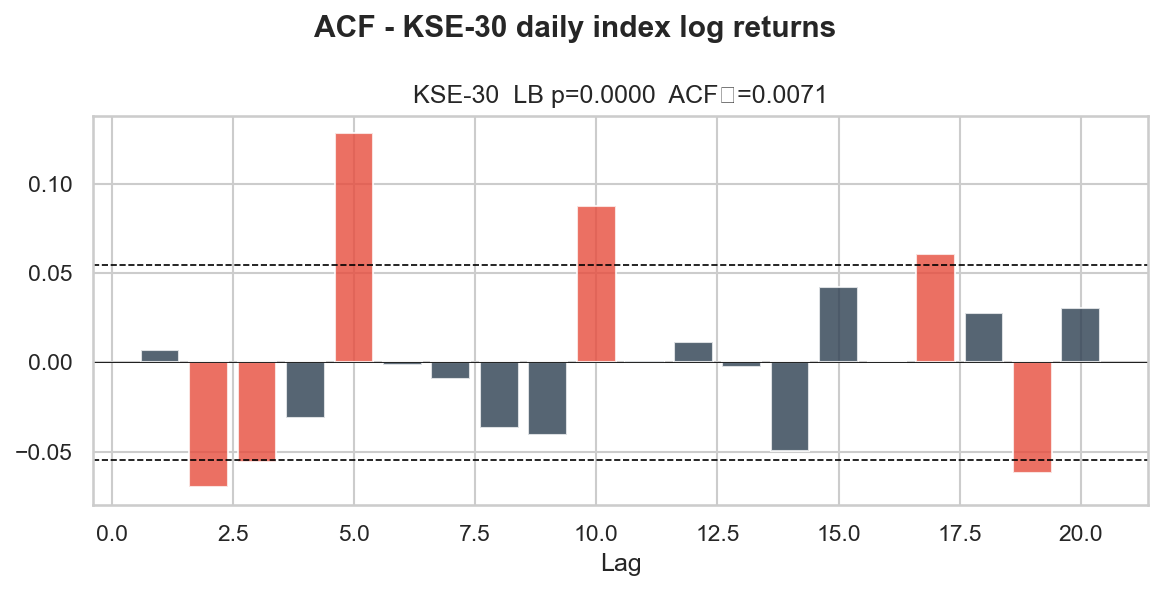 ACF - KSE-30 daily index log returns
KSE-30 LB p=0.0000 ACF▯=0.0071
0.10
0.05
0.00
−0.05
0.0 2.5 5.0 7.5 10.0 12.5 15.0 17.5 20.0
Lag